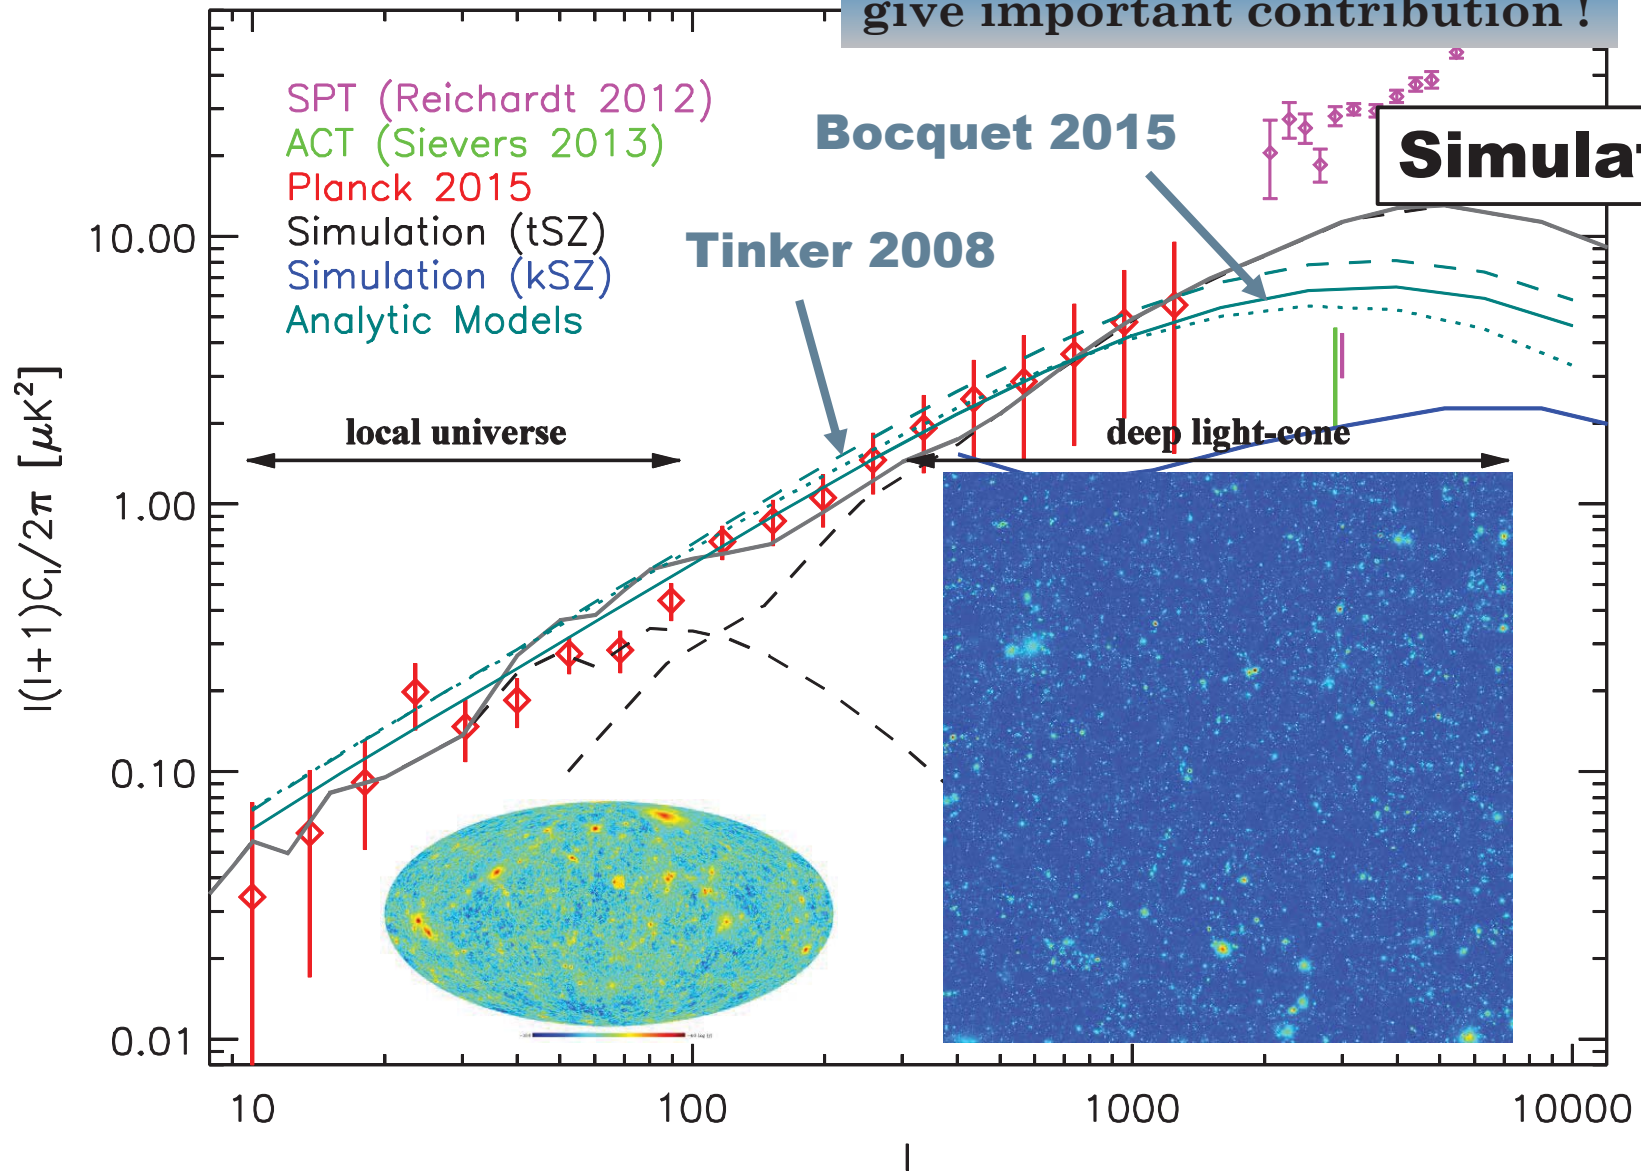 give important contribution !
SPT (Reichardt 2012)
ACT (Sievers 2013)
Planck 2015
Simulation (tSZ)
Simulation (kSZ)
Analytic Models
Bocquet 2015
Simulat
Tinker 2008
local universe
deep light-cone
l(l+1)Cₗ/2π [μK²]
10.00
1.00
0.10
0.01
10
100
1000
10000
l